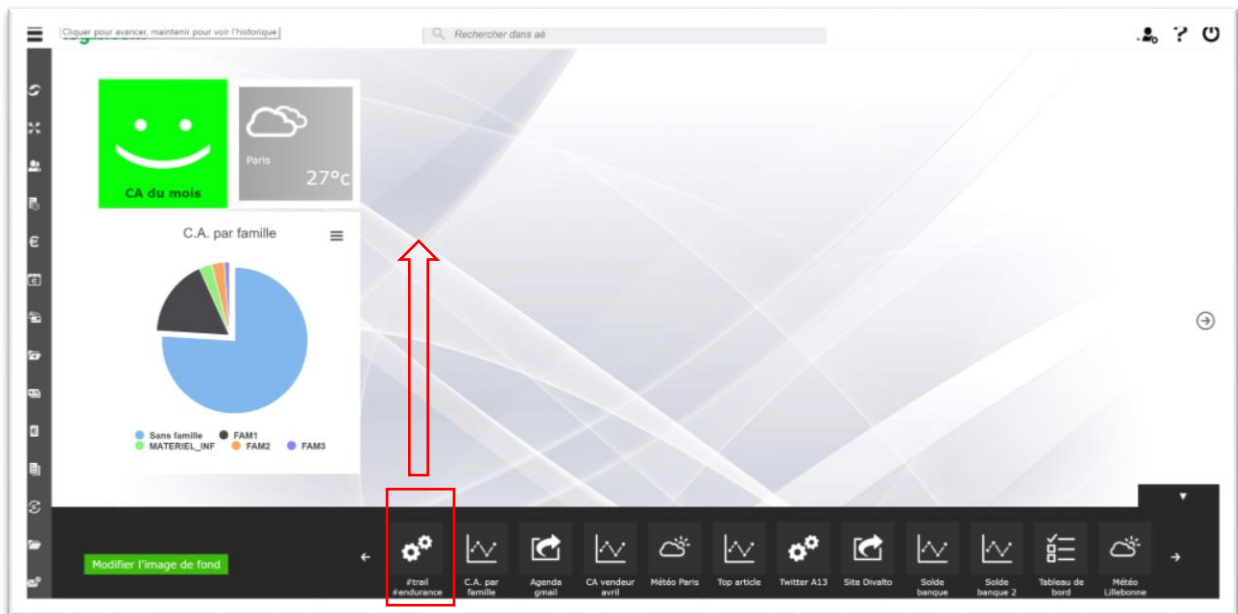 Cliquer pour avancer, maintenir pour voir l'historique
Rechercher dans aé
CA du mois
Paris
27°c
C.A. par famille
Sans famille FAM1
MATERIEL_INF FAM2 FAM3
Modifier l'image de fond
#trail
#endurance
C.A. par
famille
Agenda
gmail
CA vendeur
avril
Météo Paris
Top article
Twitter A13
Site Divalto
Solde
banque
Solde
banque 2
Tableau de
bord
Météo
Lillebonne